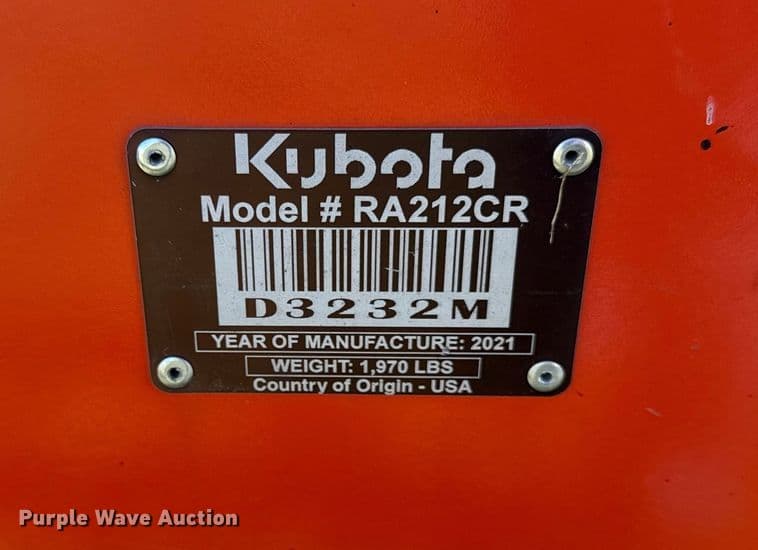 Kubota
Model # RA212CR
D3232M
YEAR OF MANUFACTURE: 2021
WEIGHT: 1,970 LBS
Country of Origin - USA
Purple Wave Auction